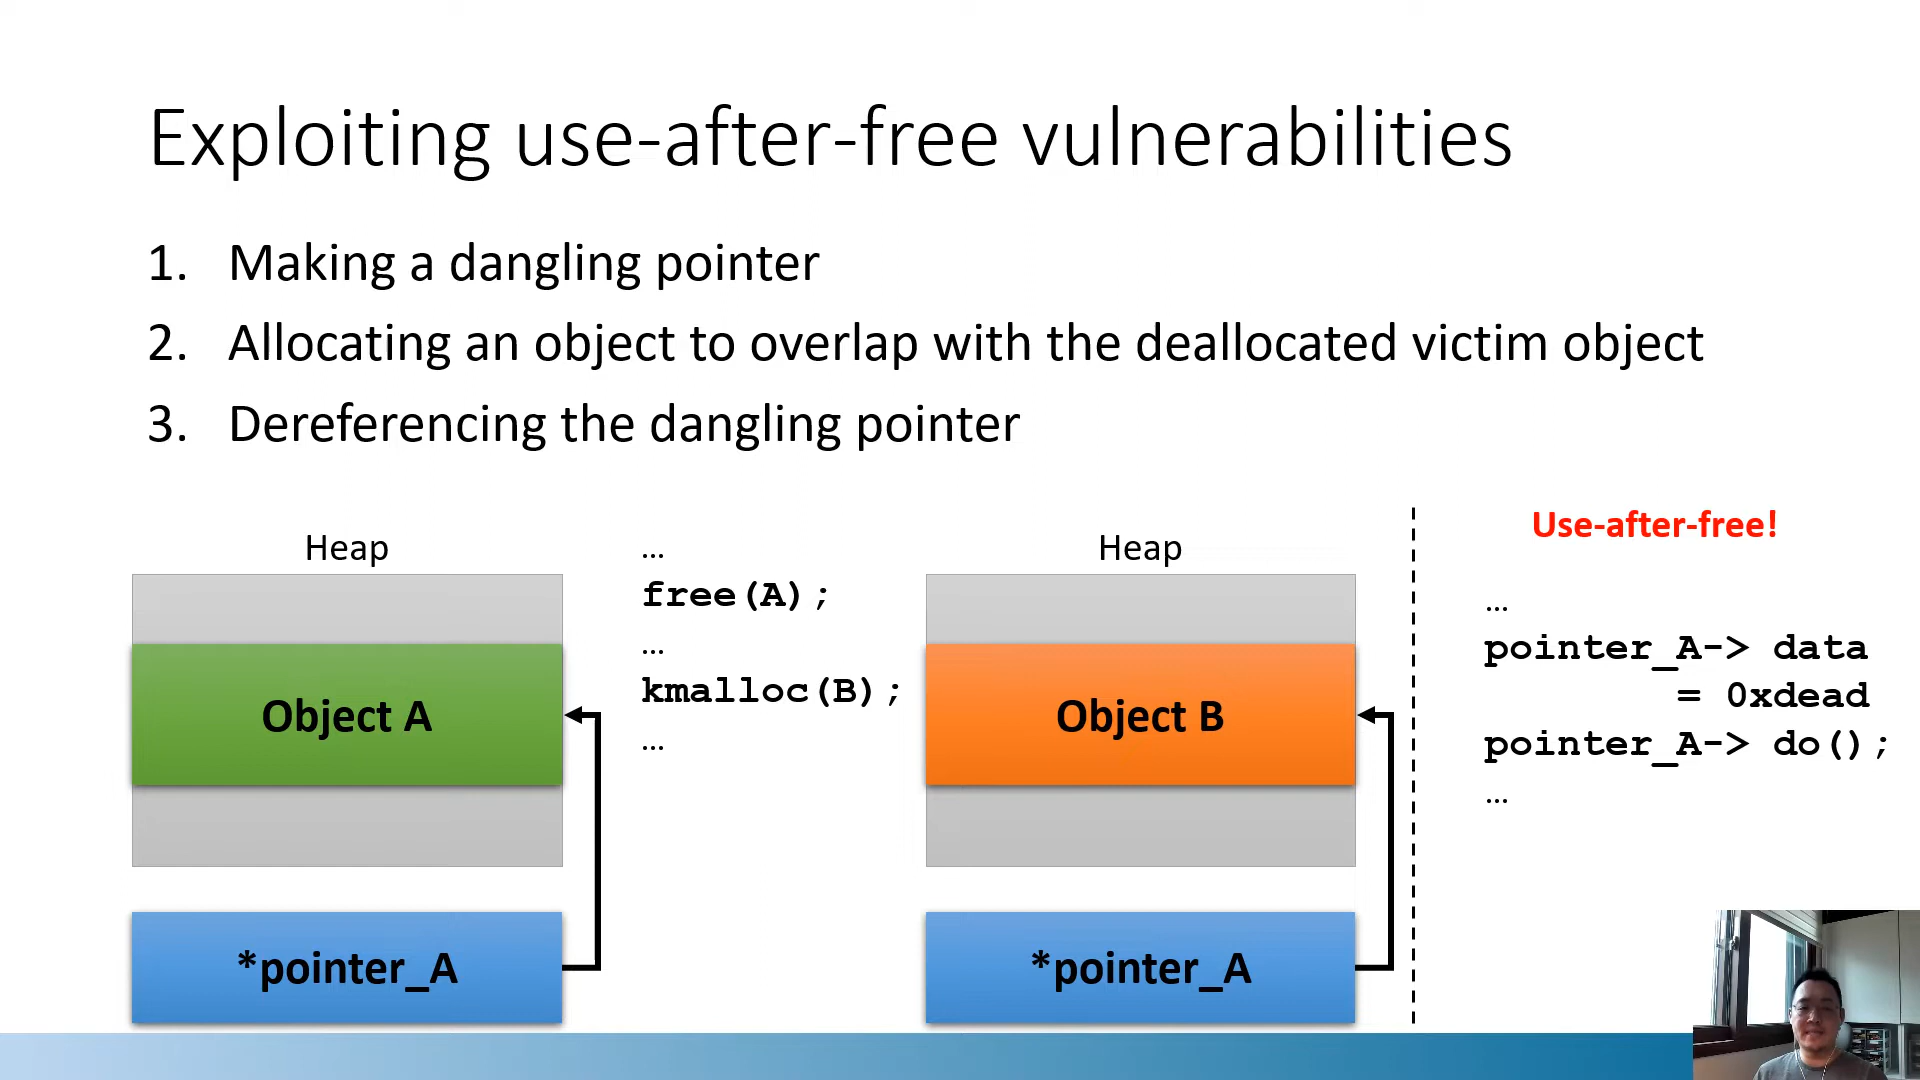 Exploiting use-after-free vulnerabilities
1. Making a dangling pointer
2. Allocating an object to overlap with the deallocated victim object
3. Dereferencing the dangling pointer
Heap
Object A
*pointer_A
…
free(A);
…
kmalloc(B);
…
Heap
Object B
*pointer_A
Use-after-free!
…
pointer_A-> data
= 0xdead
pointer_A-> do();
…